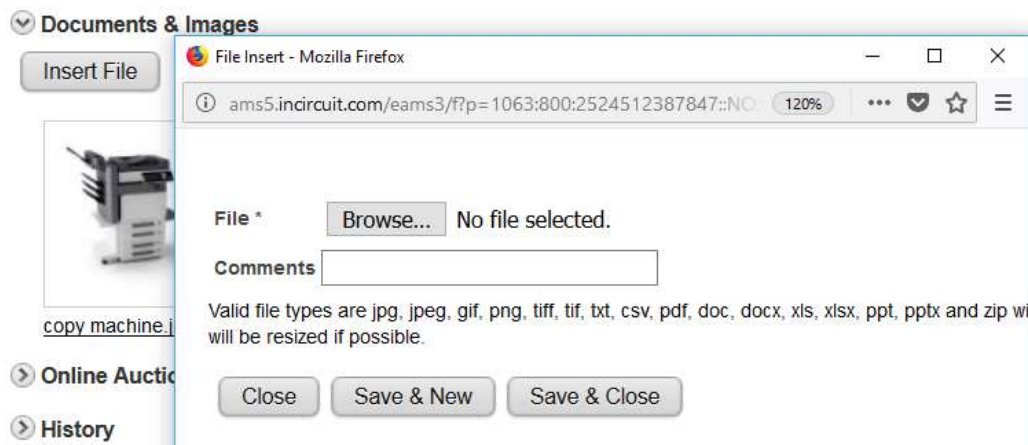 Documents & Images
Insert File
File Insert - Mozilla Firefox
ams5.incircuit.com/eams3/f?p=1063:800:2524512387847::NO
120%
File *
Browse...
No file selected.
Comments
Valid file types are jpg, jpeg, gif, png, tiff, tif, txt, csv, pdf, doc, docx, xls, xlsx, ppt, pptx and zip wi
will be resized if possible.
copy machine.j
Close
Save & New
Save & Close
Online Auctio
History